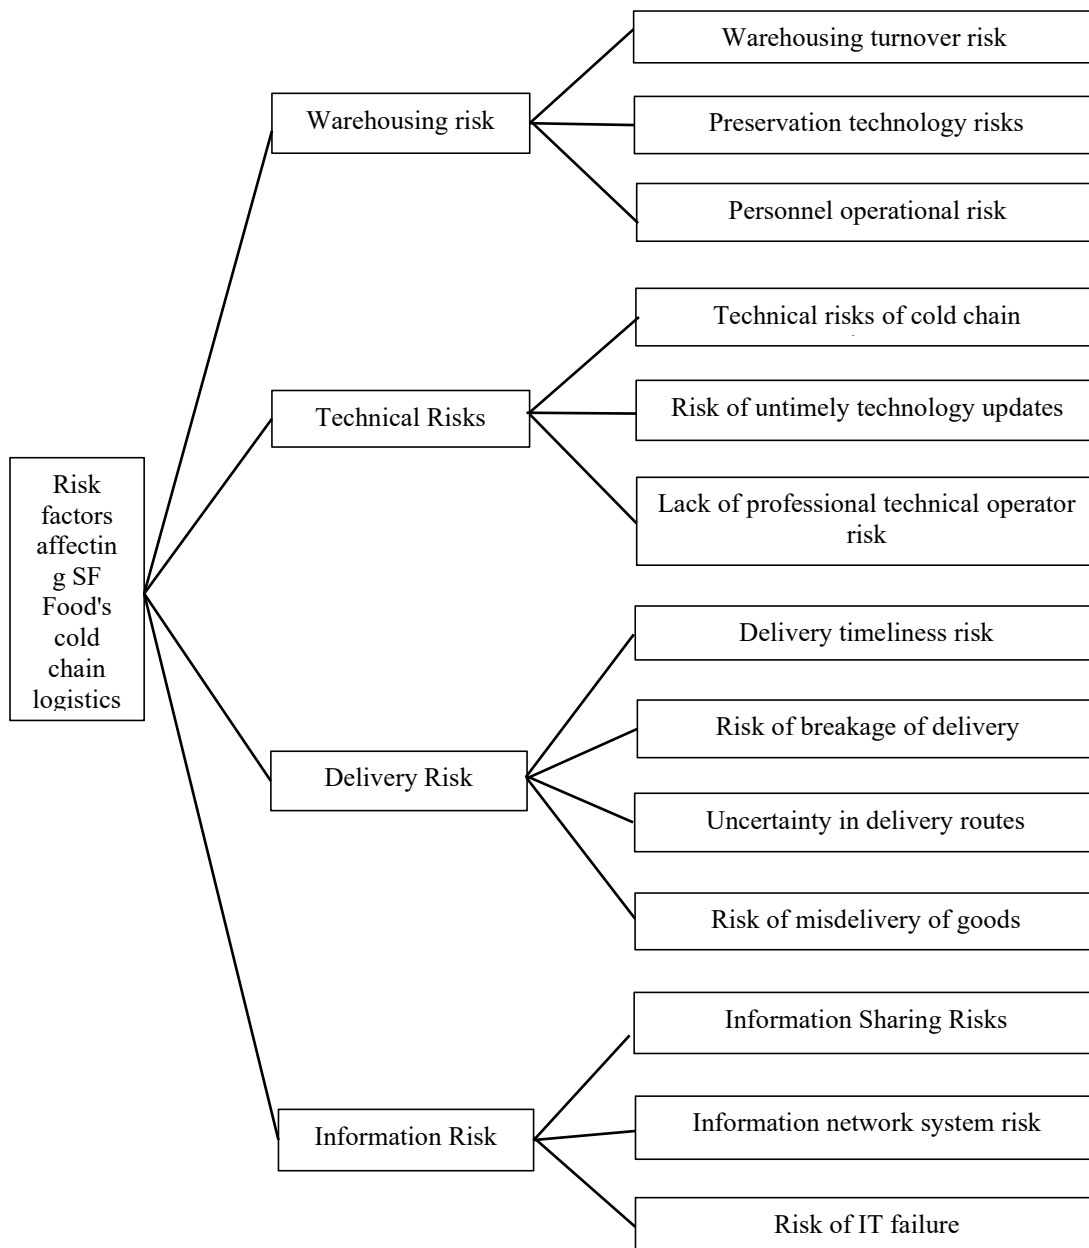 Warehousing turnover risk
Warehousing risk
Preservation technology risks
Personnel operational risk
Technical risks of cold chain
Technical Risks
Risk of untimely technology updates
Lack of professional technical operator
risk
Risk
factors
affectin
g SF
Food's
cold
chain
logistics
Delivery timeliness risk
Risk of breakage of delivery
Delivery Risk
Uncertainty in delivery routes
Risk of misdelivery of goods
Information Sharing Risks
Information Risk
Information network system risk
Risk of IT failure